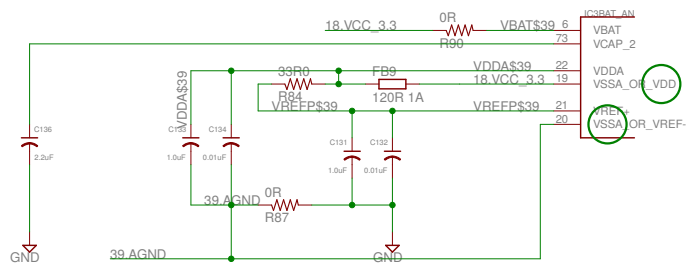 IC3BAT_AN
0R
18.VCC_3.3
VBAT$39
6
VBAT
R90
73
VCAP_2
VDDA$39
22
VDDA
33R0
FB9
18.VCC_3.3
19
VSSA_OR_VDD
R84
120R 1A
VDDA$39
VREFP$39
VREFP$39
21
VREF+
20
VSSA_OR_VREF-
C136
2.2uF
C134
1.0uF
0.01uF
C131
C132
1.0uF
0.01uF
39.AGND
0R
R87
GND
GND
39.AGND